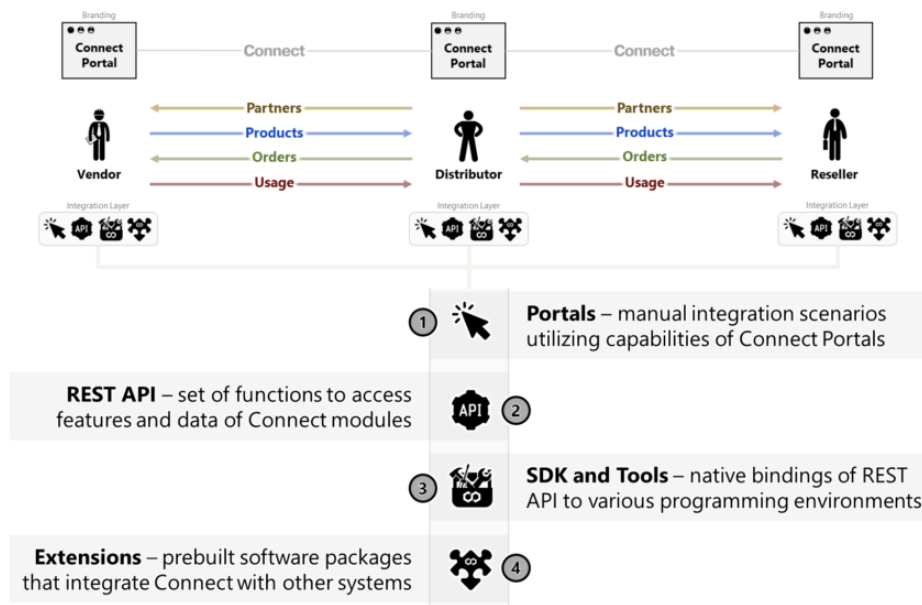 Branding
Branding
Branding
Connect
Portal
Connect
Connect
Portal
Connect
Connect
Portal
Partners
Partners
Products
Products
Orders
Orders
Usage
Usage
Vendor
Distributor
Reseller
Integration Layer
Integration Layer
Integration Layer
API
API
API
1
Portals – manual integration scenarios
utilizing capabilities of Connect Portals
REST API – set of functions to access
features and data of Connect modules
API
2
3
SDK and Tools – native bindings of REST
API to various programming environments
Extensions – prebuilt software packages
that integrate Connect with other systems
4